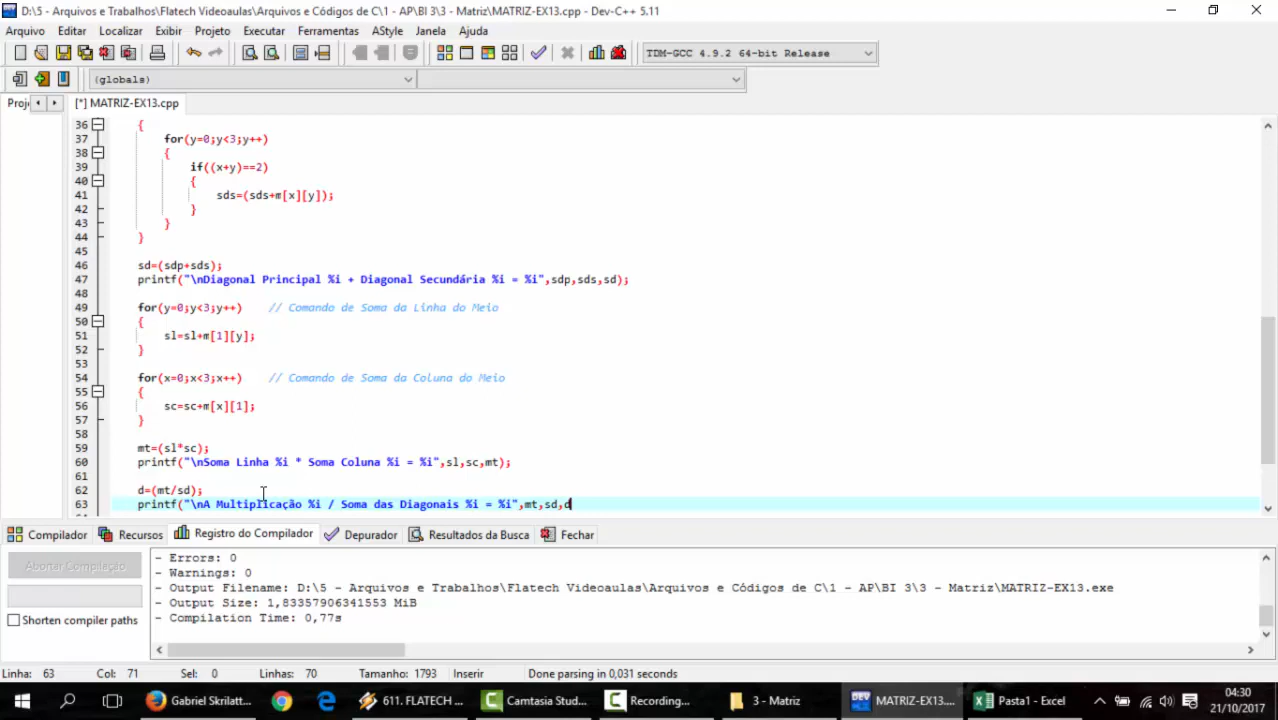 D:\5 - Arquivos e Trabalhos\Flatech Videoaulas\Arquivos e Códigos de C\1 - AP\BI 3\3 - Matriz\MATRIZ-EX13.cpp - Dev-C++ 5.11
Arquivo Editar Localizar Exibir Projeto Executar Ferramentas AStyle Janela Ajuda
TDM-GCC 4.9.2 64-bit Release
(globals)
Proje [*] MATRIZ-EX13.cpp
36 {
37 for(y=0;y<3;y++)
38 {
39 if((x+y)==2)
40 {
41 sds=(sds+m[x][y]);
42 }
43 }
44 }
45
46 sd=(sdp+sds);
47 printf("\nDiagonal Principal %i + Diagonal Secundária %i = %i",sdp,sds,sd);
48
49 for(y=0;y<3;y++) // Comando de Soma da Linha do Meio
50 {
51 sl=sl+m[1][y];
52 }
53
54 for(x=0;x<3;x++) // Comando de Soma da Coluna do Meio
55 {
56 sc=sc+m[x][1];
57 }
58
59 mt=(sl*sc);
60 printf("\nSoma Linha %i * Soma Coluna %i = %i",sl,sc,mt);
61
62 d=(mt/sd);
63 printf("\nA Multiplicação %i / Soma das Diagonais %i = %i",mt,sd,d
Compilador Recursos Registro do Compilador Depurador Resultados da Busca Fechar
Abortar Compilação
Shorten compiler paths
- Errors: 0
- Warnings: 0
- Output Filename: D:\5 - Arquivos e Trabalhos\Flatech Videoaulas\Arquivos e Códigos de C\1 - AP\BI 3\3 - Matriz\MATRIZ-EX13.exe
- Output Size: 1,83357906341553 MiB
- Compilation Time: 0,77s
Linha: 63 Col: 71 Sel: 0 Linhas: 70 Tamanho: 1793 Inserir Done parsing in 0,031 seconds
Gabriel Skrilatt... 611. FLATECH ... Camtasia Stud... Recording... 3 - Matriz MATRIZ-EX13.... Pasta1 - Excel
04:30
21/10/2017